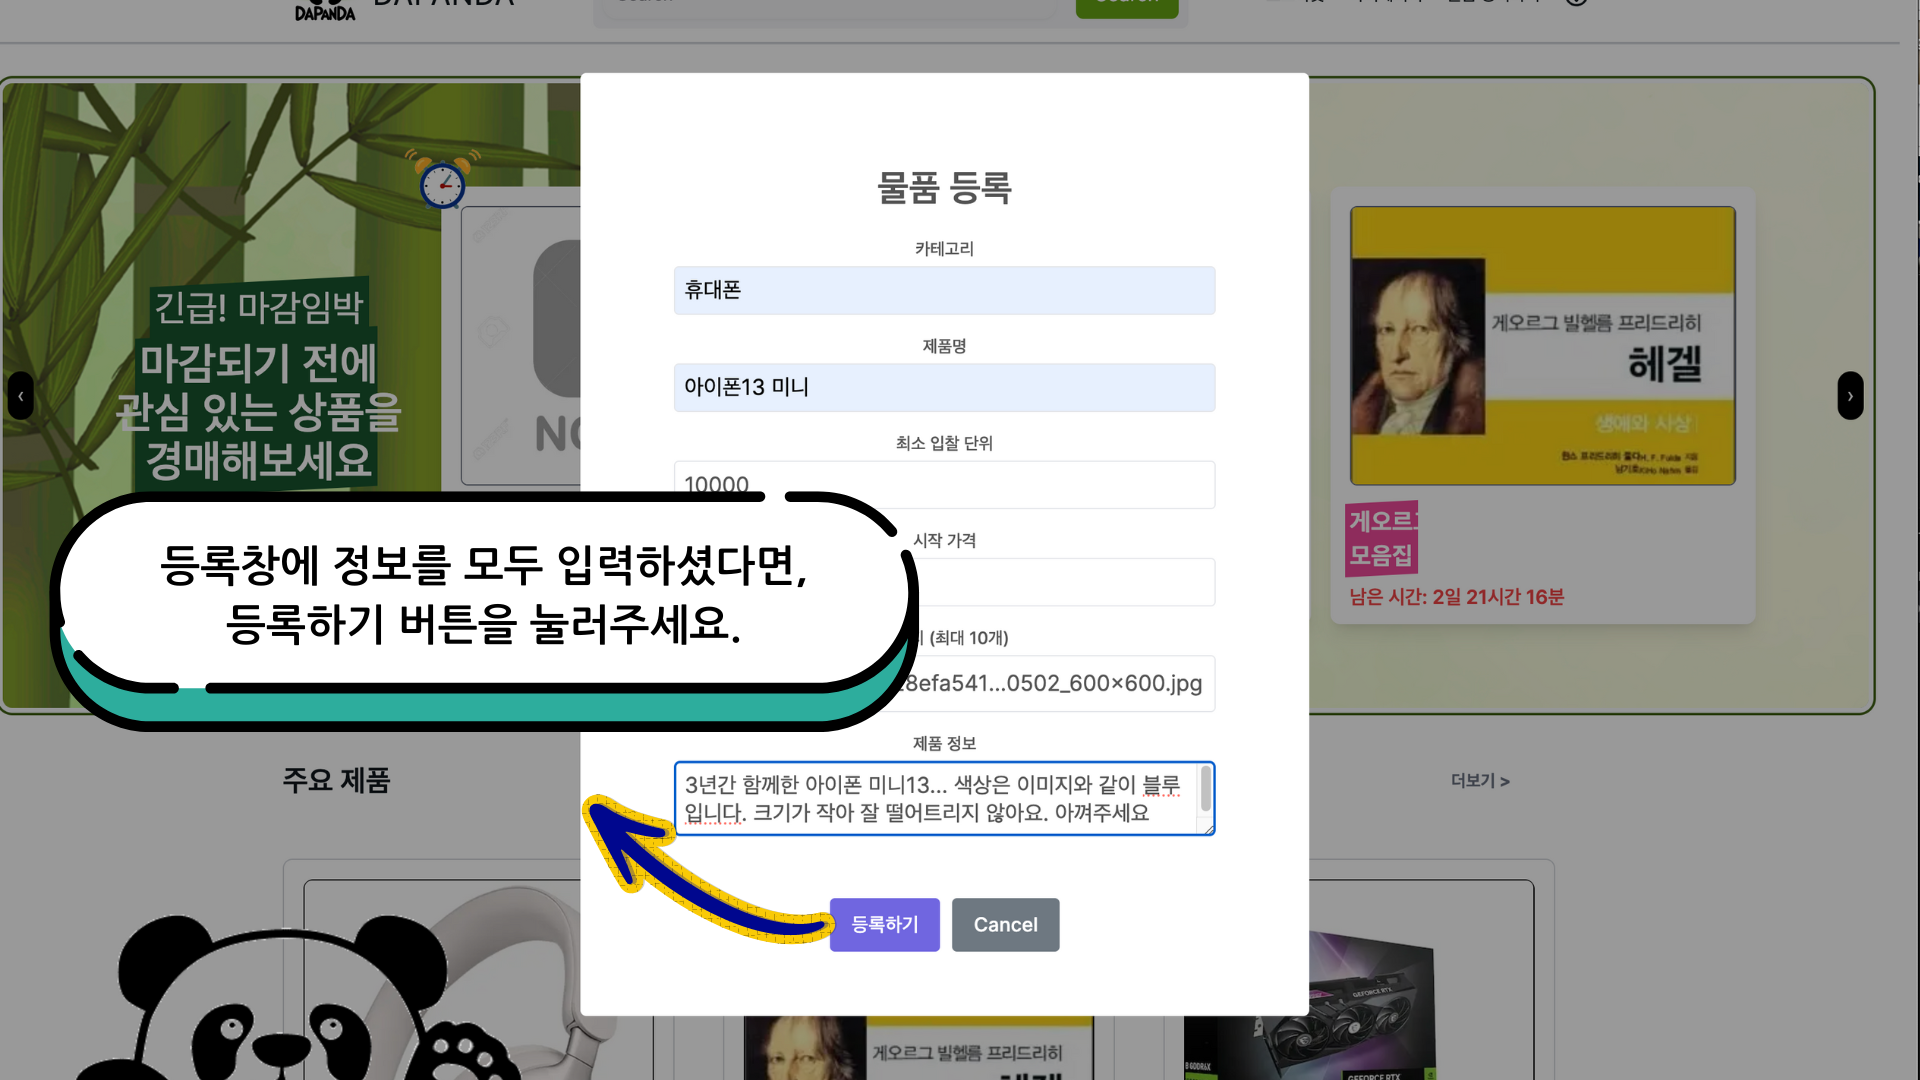 DAPANDA
긴급! 마감임박
마감되기 전에
관심 있는 상품을
경매해보세요
물품 등록
카테고리
휴대폰
제품명
아이폰13 미니
최소 입찰 단위
10000
시작 가격
(최대 10개)
8efa541...0502_600×600.jpg
제품 정보
3년간 함께한 아이폰 미니13... 색상은 이미지와 같이 블루
입니다. 크기가 작아 잘 떨어트리지 않아요. 아껴주세요
등록하기
Cancel
등록창에 정보를 모두 입력하셨다면,
등록하기 버튼을 눌러주세요.
게오르그 빌헬름 프리드리히
헤겔
생애와 사상
모음집
남은 시간: 2일 21시간 16분
주요 제품
더보기 >
게오르그 빌헬름 프리드리히
GEFORCE RTX
GEFORCE RTX